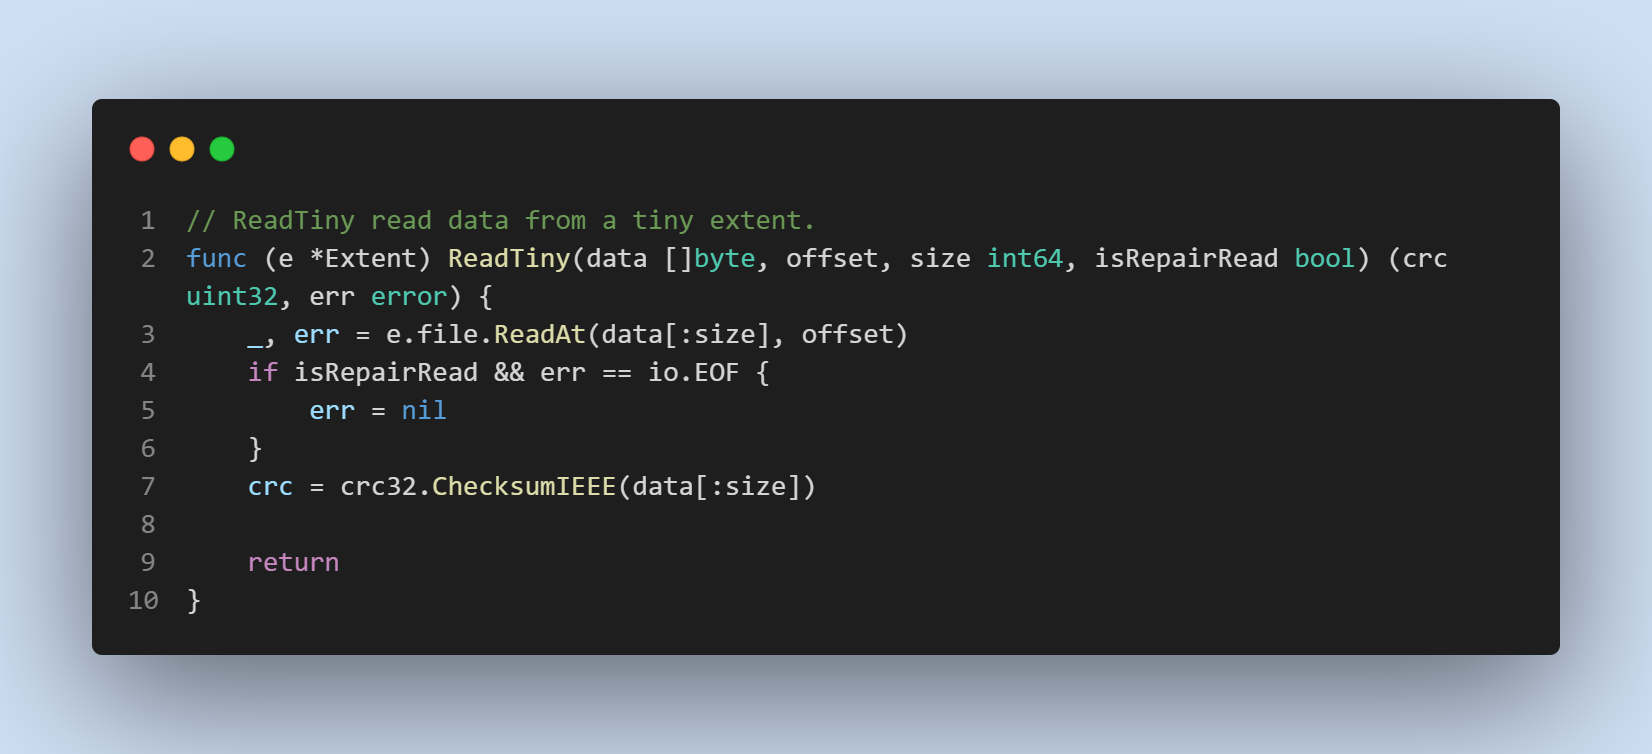 1 // ReadTiny read data from a tiny extent.
2 func (e *Extent) ReadTiny(data []byte, offset, size int64, isRepairRead bool) (crc
uint32, err error) {
3     _, err = e.file.ReadAt(data[:size], offset)
4     if isRepairRead && err == io.EOF {
5         err = nil
6     }
7     crc = crc32.ChecksumIEEE(data[:size])
8
9     return
10 }